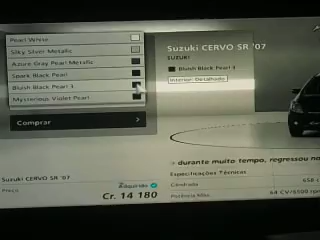 Pearl White
Silky Silver Metallic
Azure Gray Pearl Metallic
Spark Black Pearl
Bluish Black Pearl 3
Mysterious Violet Pearl
Comprar
Suzuki CERVO SR '07
SUZUKI
Bluish Black Pearl 3
Interior: Detalhado
durante muito tempo, regressou no
Especificações Técnicas
Cilindrada
658 c
Potência Máx.
64 CV/6500 rpm
Suzuki CERVO SR '07
Adquirido
Preço
Cr. 14 180